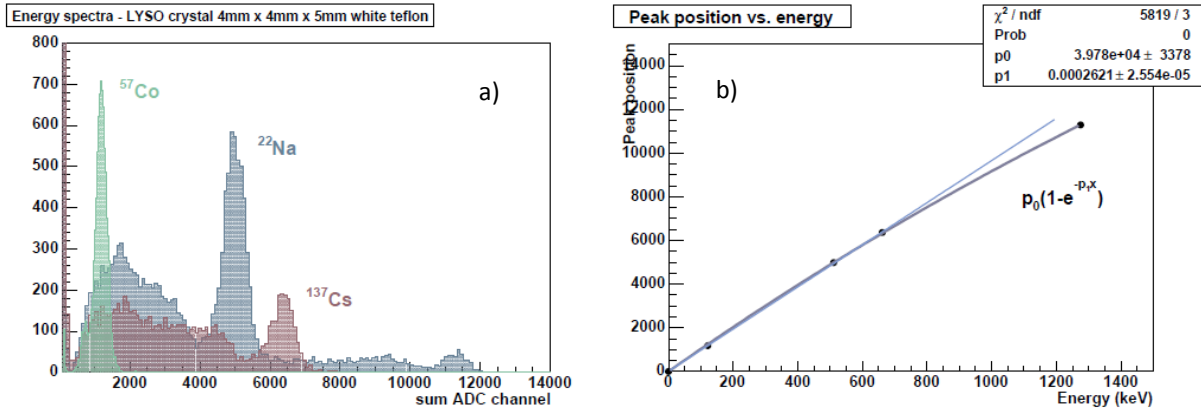 Energy spectra - LYSO crystal 4mm x 4mm x 5mm white teflon
800
700
600
500
400
300
200
100
0
a)
57Co
22Na
137Cs
2000 4000 6000 8000 10000 12000 14000
sum ADC channel
Peak position vs. energy
χ² / ndf 5819 / 3
Prob 0
p0 3.978e+04 ± 3378
p1 0.0002621 ± 2.554e-05
b)
Peak position
14000
12000
10000
8000
6000
4000
2000
0
p₀(1-e^-p₁x)
0 200 400 600 800 1000 1200 1400
Energy (keV)